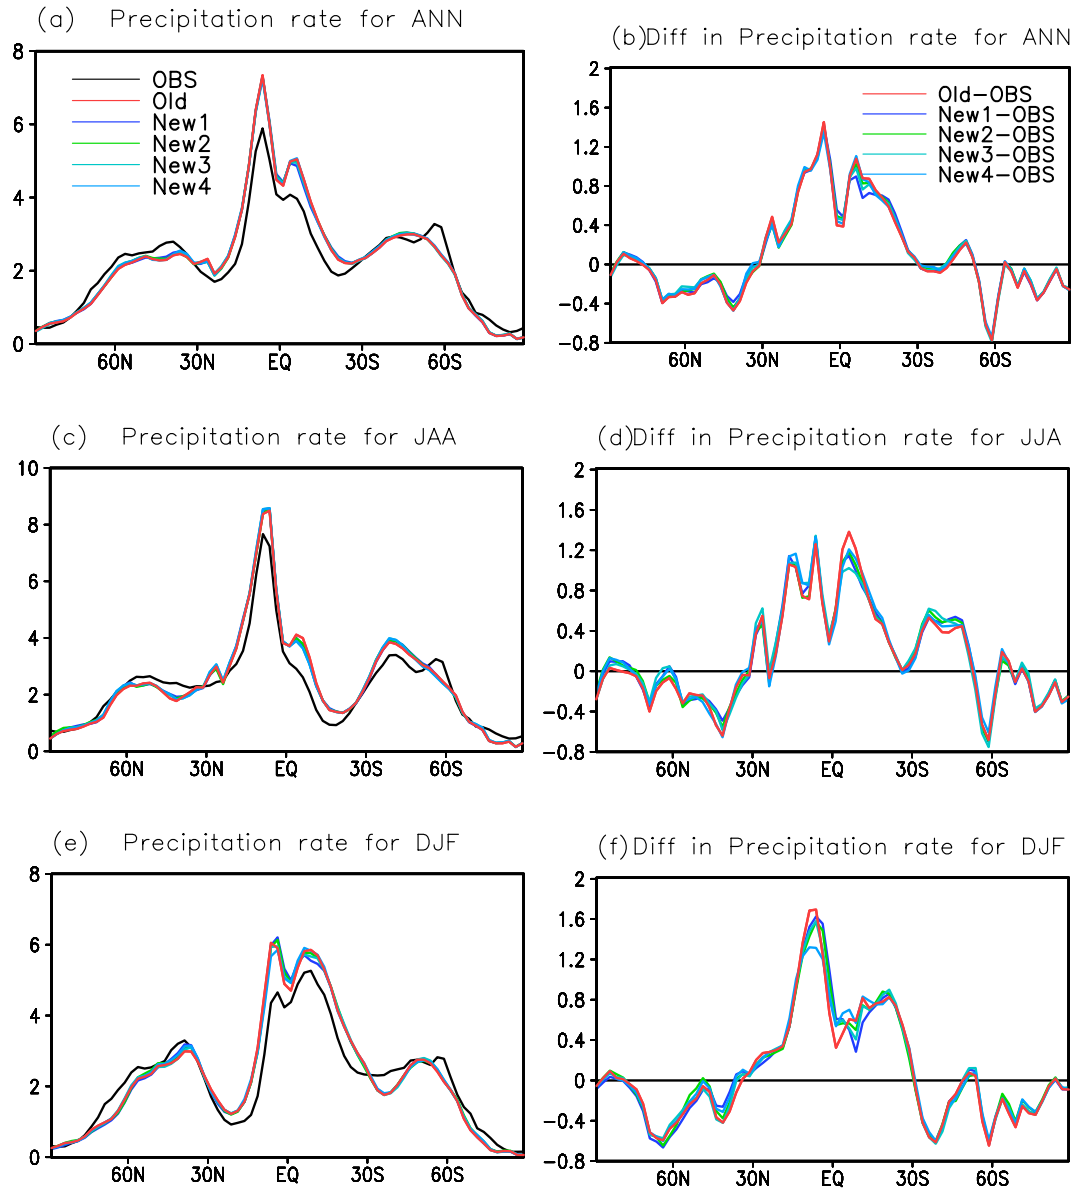 (a) Precipitation rate for ANN
8
6
4
2
0
OBS
Old
New1
New2
New3
New4
60N 30N EQ 30S 60S
(b)Diff in Precipitation rate for ANN
2
1.6
1.2
0.8
0.4
0
-0.4
-0.8
Old-OBS
New1-OBS
New2-OBS
New3-OBS
New4-OBS
60N 30N EQ 30S 60S
(c) Precipitation rate for JAA
10
8
6
4
2
0
60N 30N EQ 30S 60S
(d)Diff in Precipitation rate for JJA
2
1.6
1.2
0.8
0.4
0
-0.4
-0.8
60N 30N EQ 30S 60S
(e) Precipitation rate for DJF
8
6
4
2
0
60N 30N EQ 30S 60S
(f)Diff in Precipitation rate for DJF
2
1.6
1.2
0.8
0.4
0
-0.4
-0.8
60N 30N EQ 30S 60S